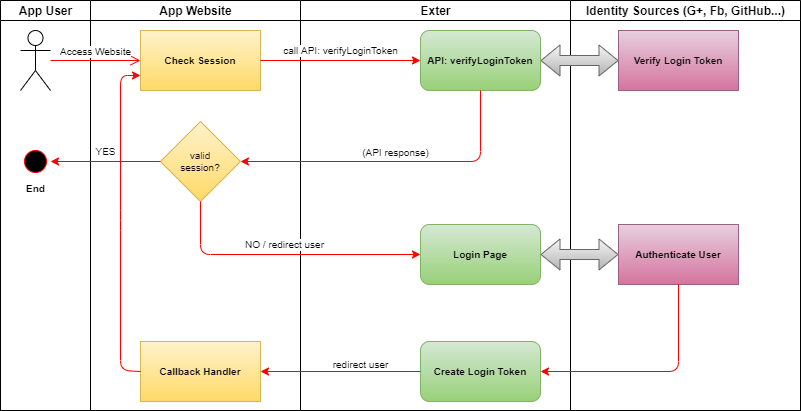 App User
App Website
Exter
Identity Sources (G+, Fb, GitHub...)
Access Website
Check Session
call API: verifyLoginToken
API: verifyLoginToken
Verify Login Token
YES
valid
session?
(API response)
End
NO / redirect user
Login Page
Authenticate User
Callback Handler
redirect user
Create Login Token